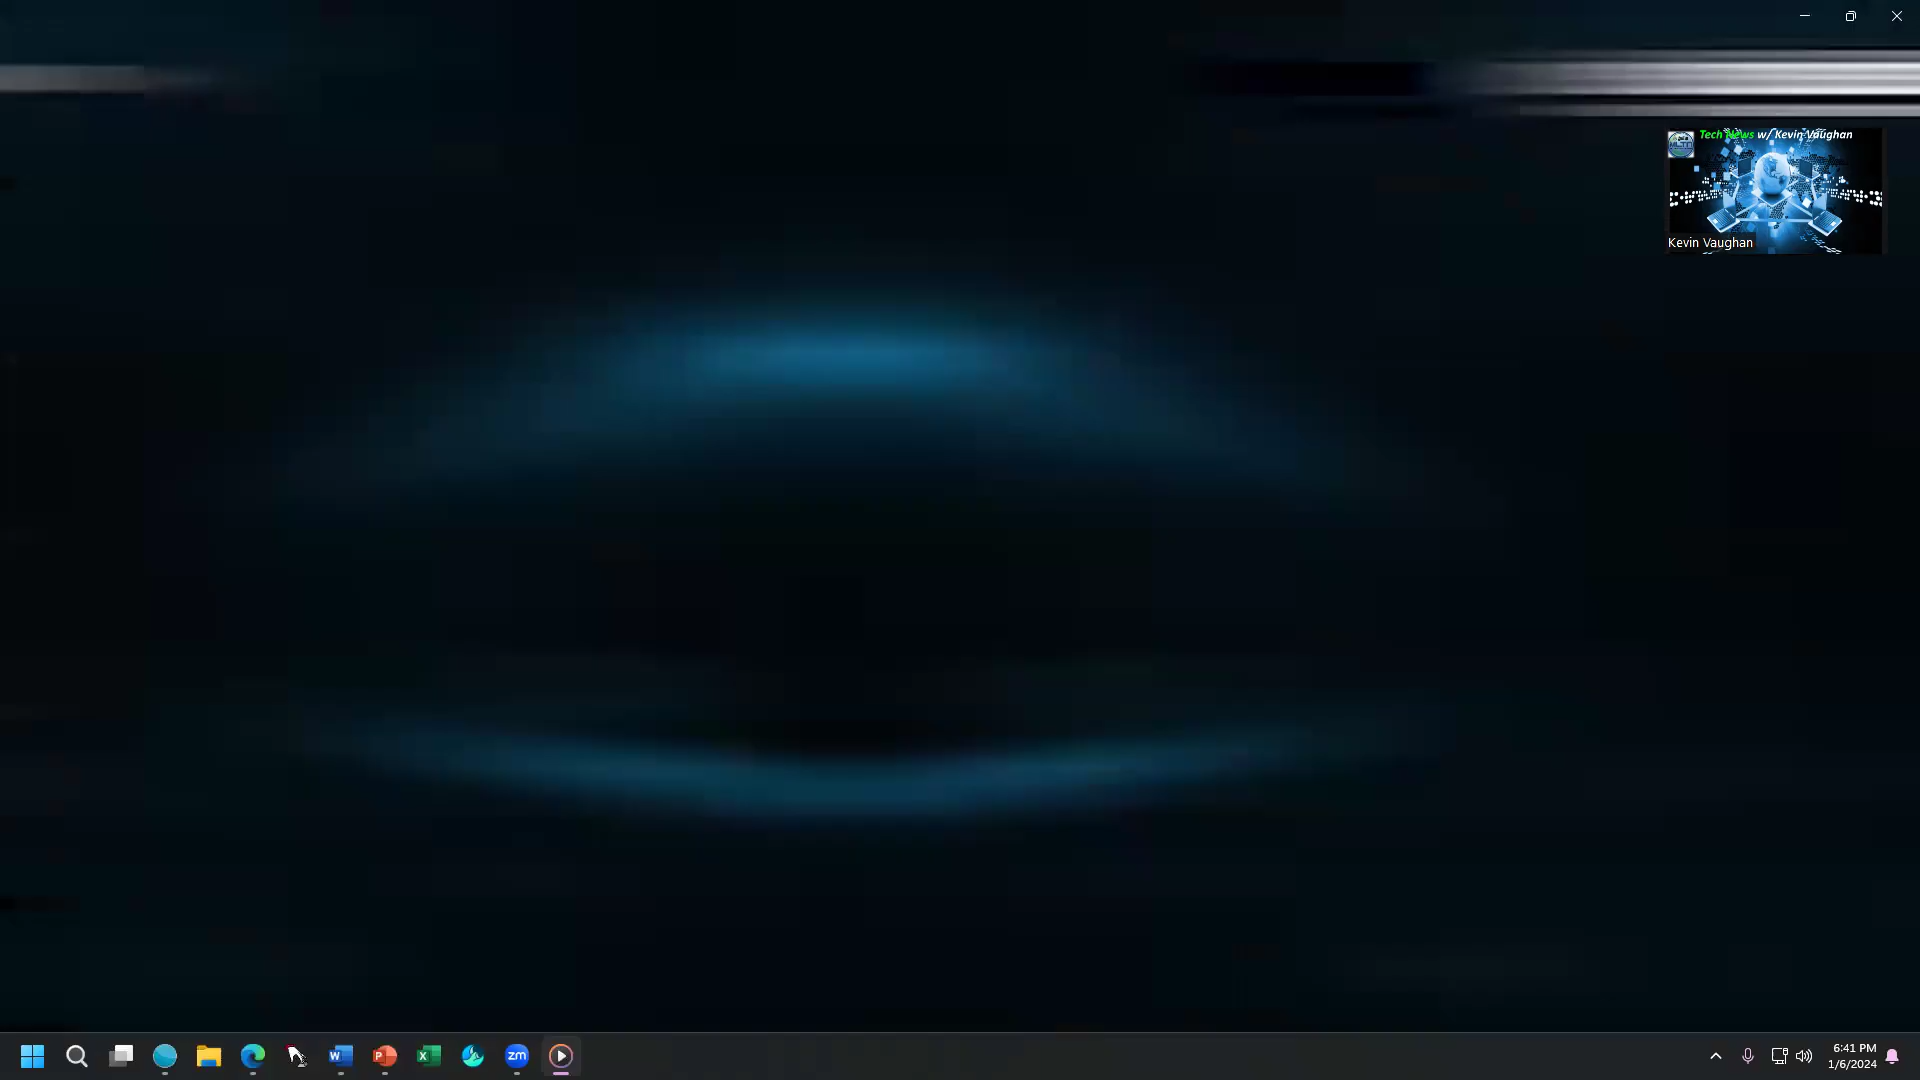 Tech News w/ Kevin Vaughan
Kevin Vaughan
W
P
X
zm
6:41 PM
1/6/2024